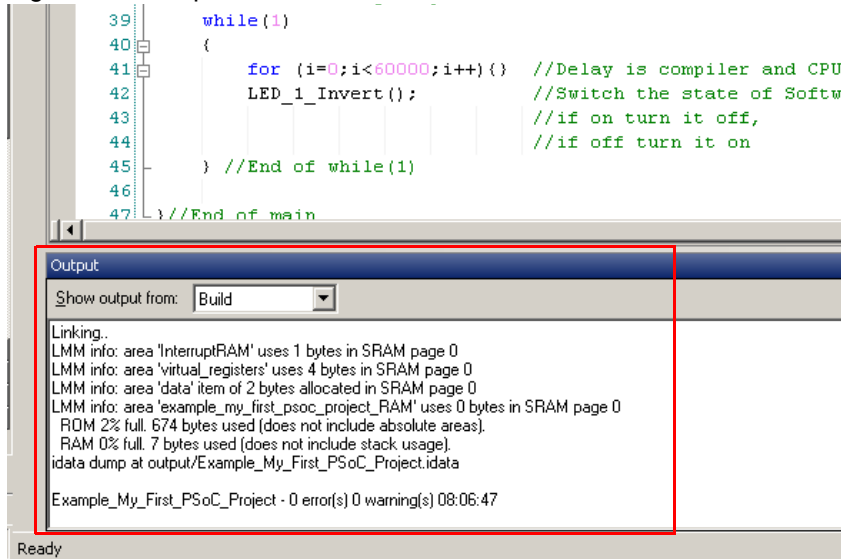 39 while(1)
40 {
41 for (i=0;i<60000;i++){} //Delay is compiler and CPU
42 LED_1_Invert(); //Switch the state of Softw
43 //if on turn it off,
44 //if off turn it on
45 } //End of while(1)
46
47 }//End of main
Output
Show output from: Build
Linking..
LMM info: area 'InterruptRAM' uses 1 bytes in SRAM page 0
LMM info: area 'virtual_registers' uses 4 bytes in SRAM page 0
LMM info: area 'data' item of 2 bytes allocated in SRAM page 0
LMM info: area 'example_my_first_psoc_project_RAM' uses 0 bytes in SRAM page 0
ROM 2% full. 674 bytes used (does not include absolute areas).
RAM 0% full. 7 bytes used (does not include stack usage).
idata dump at output/Example_My_First_PSoC_Project.idata
Example_My_First_PSoC_Project - 0 error(s) 0 warning(s) 08:06:47
Ready